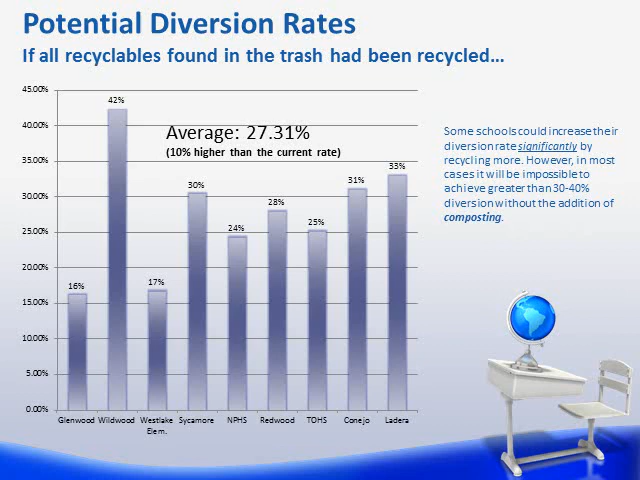 Potential Diversion Rates
If all recyclables found in the trash had been recycled...
45.00%
40.00%
35.00%
30.00%
25.00%
20.00%
15.00%
10.00%
5.00%
0.00%
16%
42%
17%
30%
24%
28%
25%
31%
33%
Average: 27.31%
(10% higher than the current rate)
Glenwood
Wildwood
Westlake
Elem.
Sycamore
NPHS
Redwood
TOHS
Conejo
Ladera
Some schools could increase their
diversion rate significantly by
recycling more. However, in most
cases it will be impossible to
achieve greater than 30-40%
diversion without the addition of
composting.